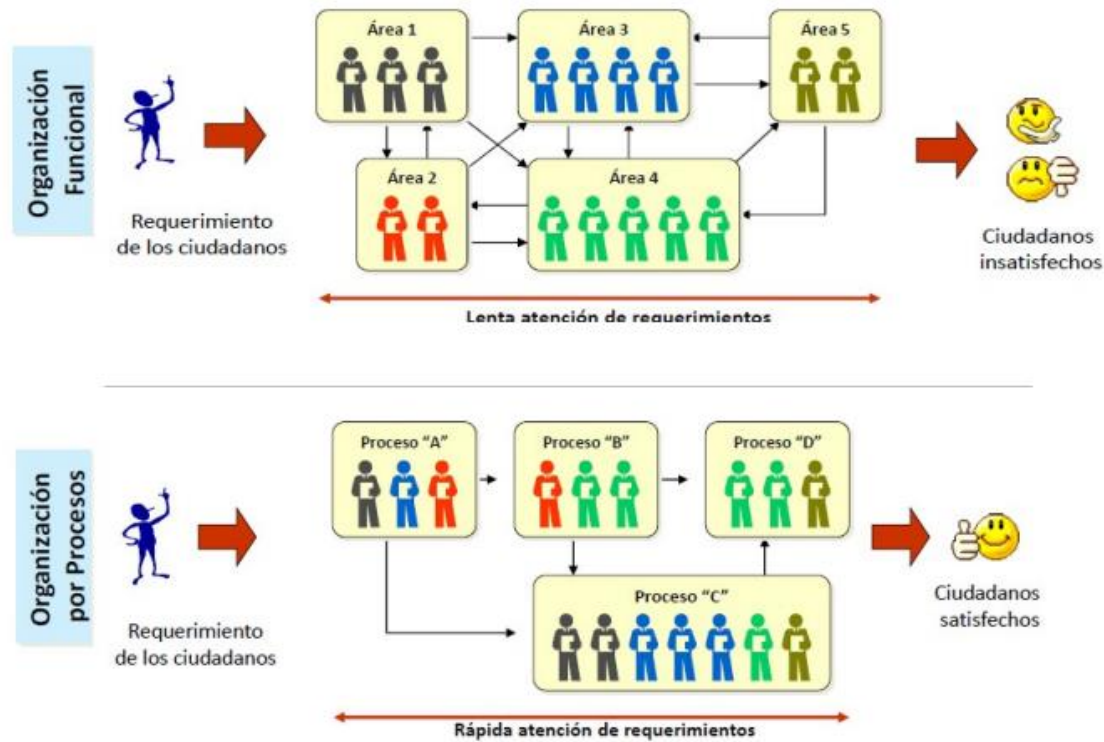 Organización
Funcional
Requerimiento
de los ciudadanos
Área 1
Área 3
Área 5
Área 2
Área 4
Ciudadanos
insatisfechos
Lenta atención de requerimientos
Organización
por Procesos
Requerimiento
de los ciudadanos
Proceso “A”
Proceso “B”
Proceso “D”
Proceso “C”
Ciudadanos
satisfechos
Rápida atención de requerimientos